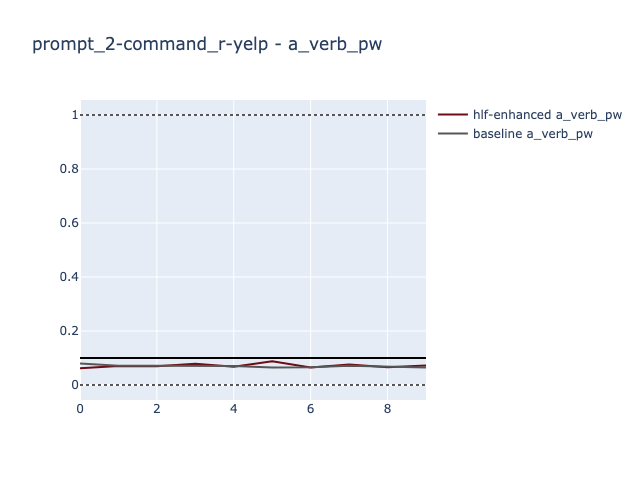 prompt_2-command_r-yelp - a_verb_pw
hlf-enhanced a_verb_pw
baseline a_verb_pw
1
0.8
0.6
0.4
0.2
0
0 2 4 6 8